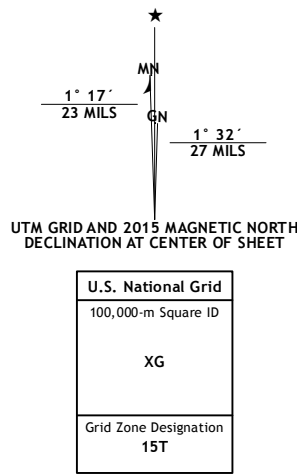 MN
1° 17´
23 MILS
GN
1° 32´
27 MILS
UTM GRID AND 2015 MAGNETIC NORTH
DECLINATION AT CENTER OF SHEET
U.S. National Grid
100,000-m Square ID
XG
Grid Zone Designation
15T